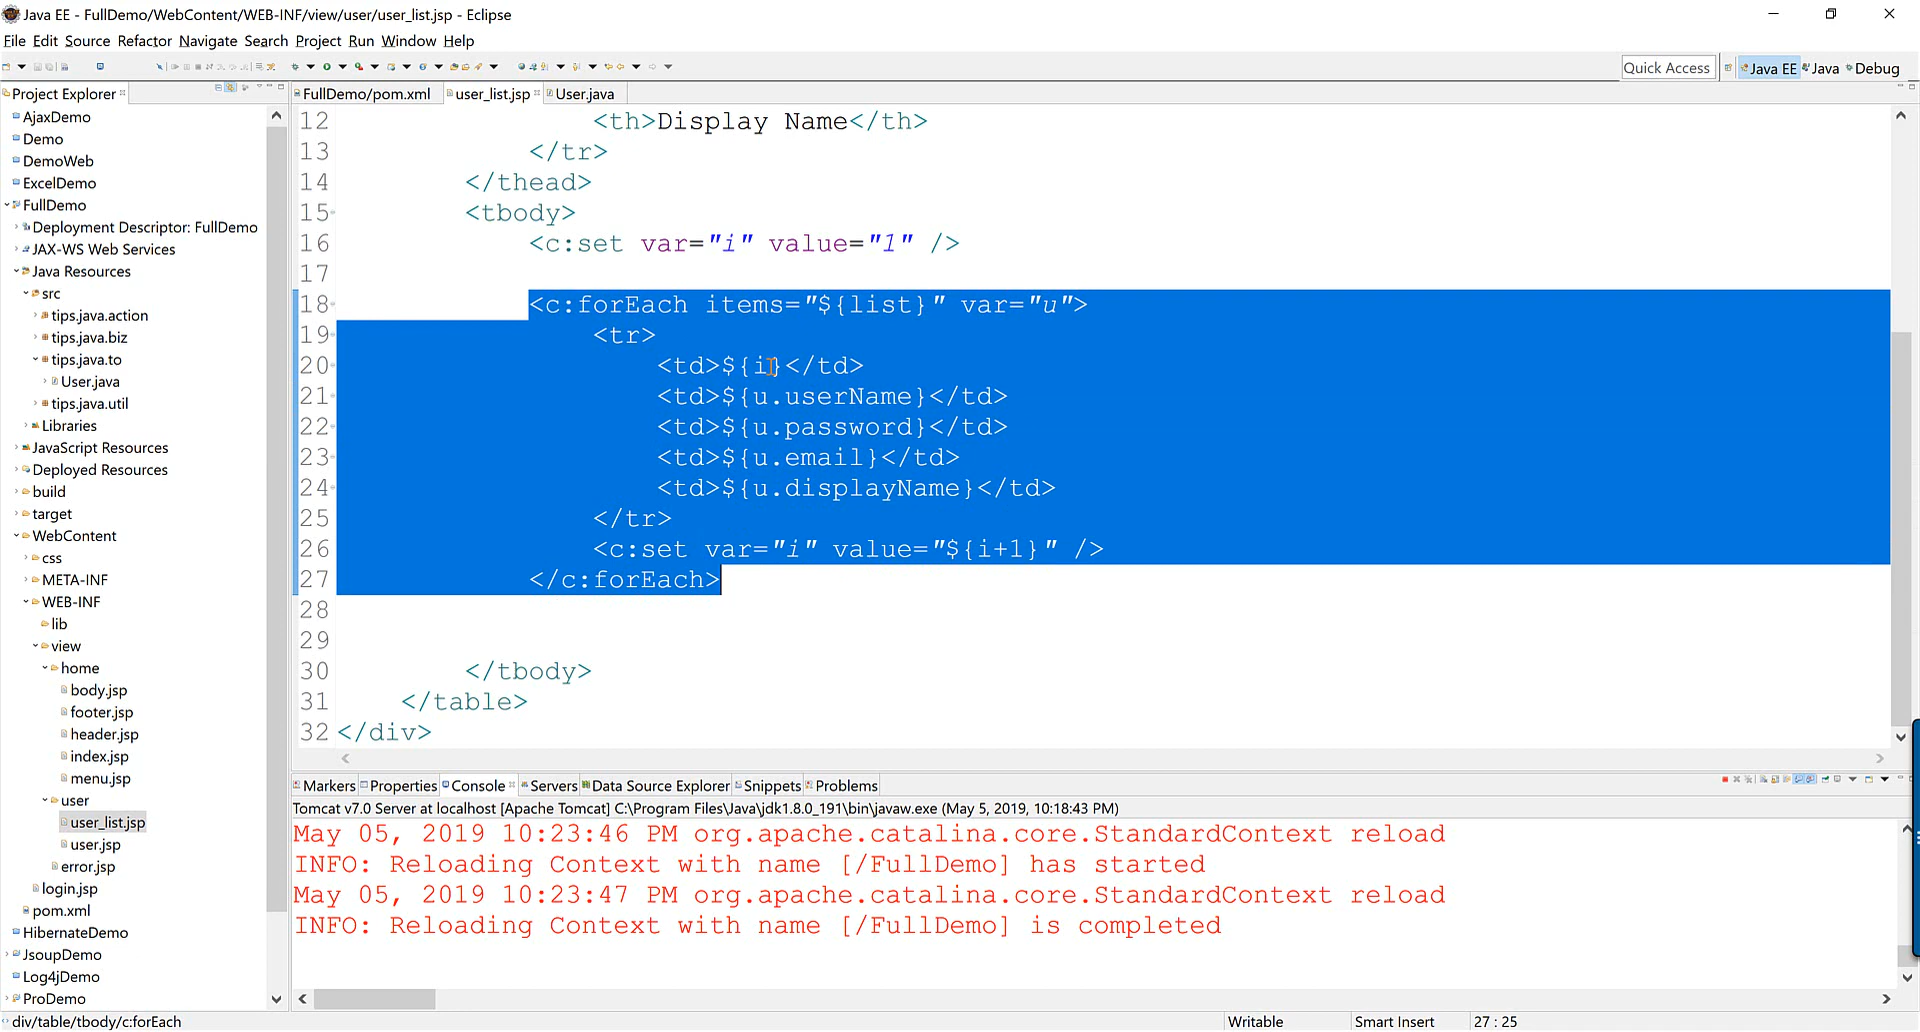 Java EE - FullDemo/WebContent/WEB-INF/view/user/user_list.jsp - Eclipse
File Edit Source Refactor Navigate Search Project Run Window Help
Quick Access Java EE Java Debug
Project Explorer
FullDemo/pom.xml user_list.jsp User.java
AjaxDemo
Demo
DemoWeb
ExcelDemo
FullDemo
Deployment Descriptor: FullDemo
JAX-WS Web Services
Java Resources
src
tips.java.action
tips.java.biz
tips.java.to
User.java
tips.java.util
Libraries
JavaScript Resources
Deployed Resources
build
target
WebContent
css
META-INF
WEB-INF
lib
view
home
body.jsp
footer.jsp
header.jsp
index.jsp
menu.jsp
user
user_list.jsp
user.jsp
error.jsp
login.jsp
pom.xml
HibernateDemo
JsoupDemo
Log4jDemo
ProDemo
12 <th>Display Name</th>
13 </tr>
14 </thead>
15 <tbody>
16 <c:set var="i" value="1" />
17
18 <c:forEach items="${list}" var="u">
19 <tr>
20 <td>${i}</td>
21 <td>${u.userName}</td>
22 <td>${u.password}</td>
23 <td>${u.email}</td>
24 <td>${u.displayName}</td>
25 </tr>
26 <c:set var="i" value="${i+1}" />
27 </c:forEach>
28
29
30 </tbody>
31 </table>
32 </div>
Markers Properties Console Servers Data Source Explorer Snippets Problems
Tomcat v7.0 Server at localhost [Apache Tomcat] C:\Program Files\Java\jdk1.8.0_191\bin\javaw.exe (May 5, 2019, 10:18:43 PM)
May 05, 2019 10:23:46 PM org.apache.catalina.core.StandardContext reload
INFO: Reloading Context with name [/FullDemo] has started
May 05, 2019 10:23:47 PM org.apache.catalina.core.StandardContext reload
INFO: Reloading Context with name [/FullDemo] is completed
div/table/tbody/c:forEach Writable Smart Insert 27 : 25